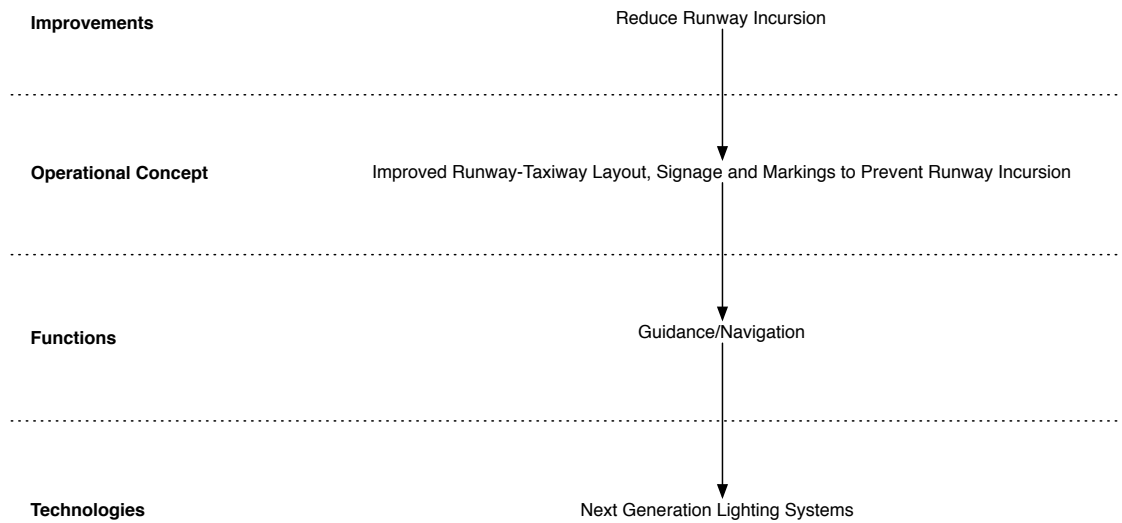 Improvements
Reduce Runway Incursion
Operational Concept
Improved Runway-Taxiway Layout, Signage and Markings to Prevent Runway Incursion
Functions
Guidance/Navigation
Technologies
Next Generation Lighting Systems